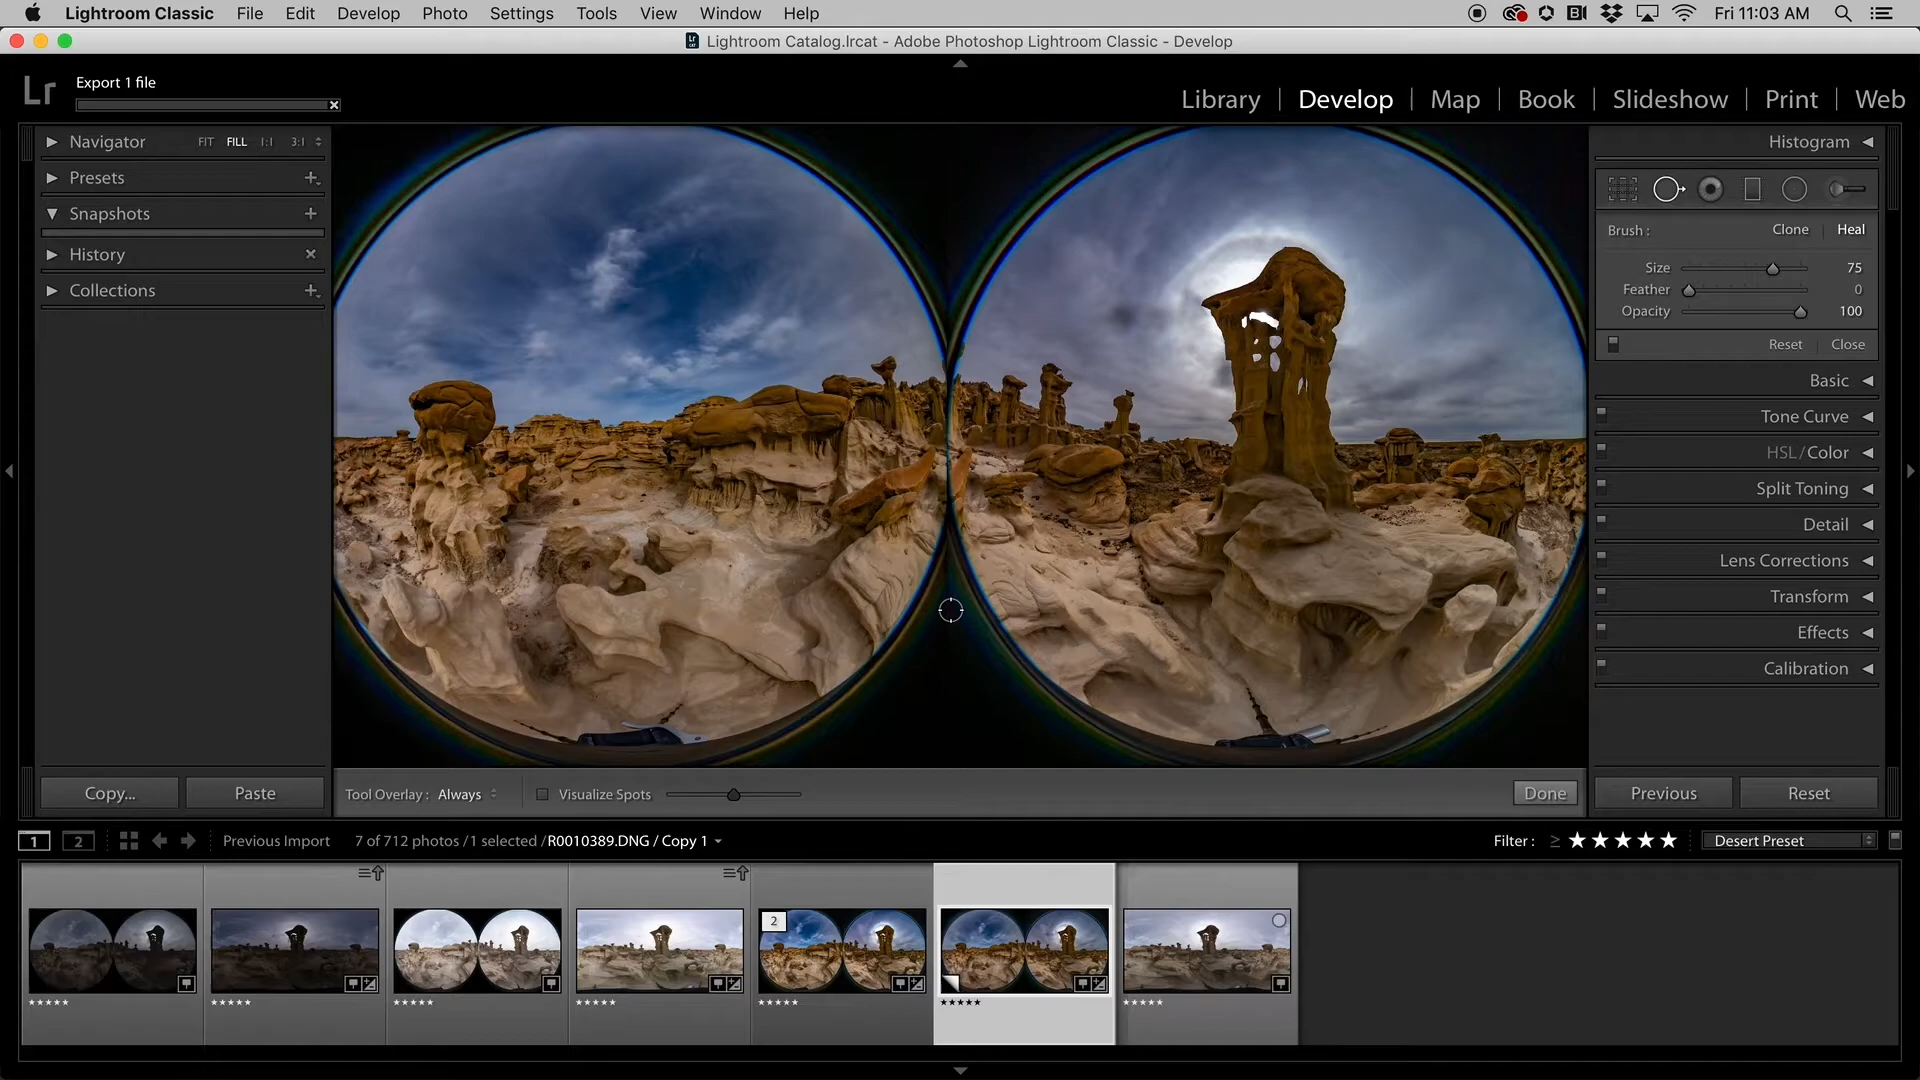 Lightroom Classic File Edit Develop Photo Settings Tools View Window Help Fri 11:03 AM
Lightroom Catalog.lrcat - Adobe Photoshop Lightroom Classic - Develop
Lr Export 1 file
Library | Develop | Map | Book | Slideshow | Print | Web
Navigator FIT FILL 1:1 3:1
Presets
Snapshots
History
Collections
Histogram
Brush : Clone | Heal
Size 75
Feather 0
Opacity 100
Reset Close
Basic
Tone Curve
HSL / Color
Split Toning
Detail
Lens Corrections
Transform
Effects
Calibration
Copy... Paste Tool Overlay : Always Visualize Spots Done Previous Reset
1 2 Previous Import 7 of 712 photos / 1 selected / R0010389.DNG / Copy 1 Filter : ≥ ★★★★★ Desert Preset
2